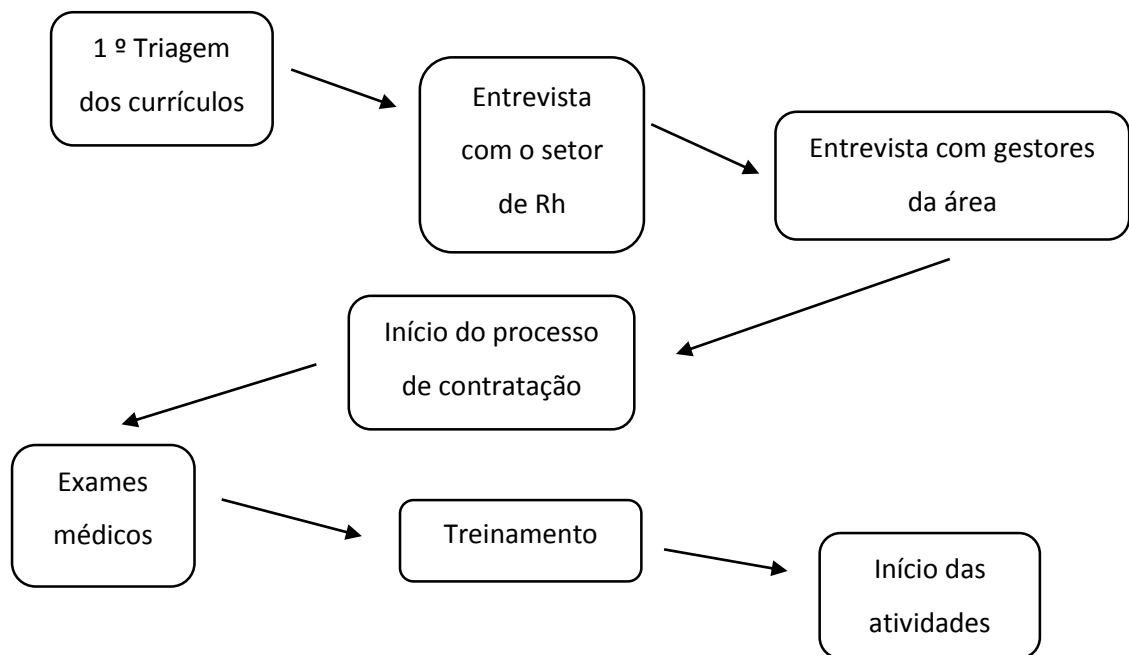 1 º Triagem
dos currículos
Entrevista
com o setor
de Rh
Entrevista com gestores
da área
Início do processo
de contratação
Exames
médicos
Treinamento
Início das
atividades